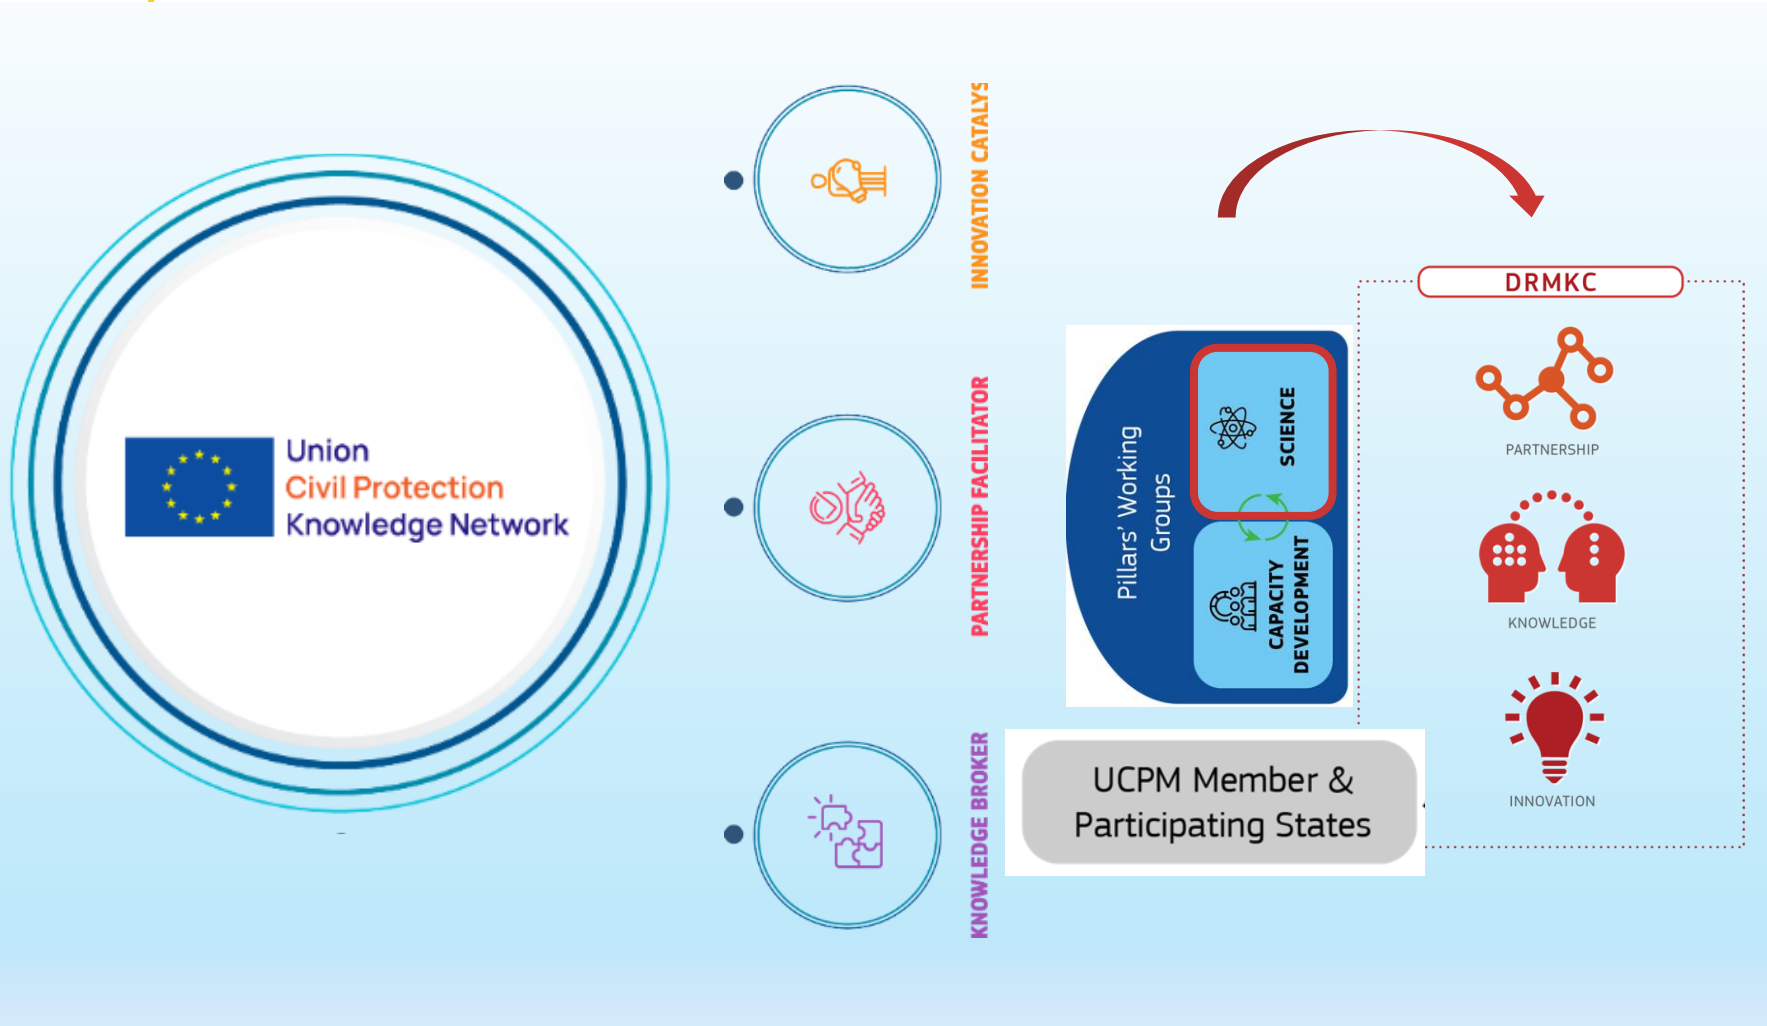 Union
Civil Protection
Knowledge Network
INNOVATION CATALYS
PARTNERSHIP FACILITATOR
KNOWLEDGE BROKER
Pillars' Working
Groups
SCIENCE
CAPACITY
DEVELOPMENT
UCPM Member &
Participating States
DRMKC
PARTNERSHIP
KNOWLEDGE
INNOVATION